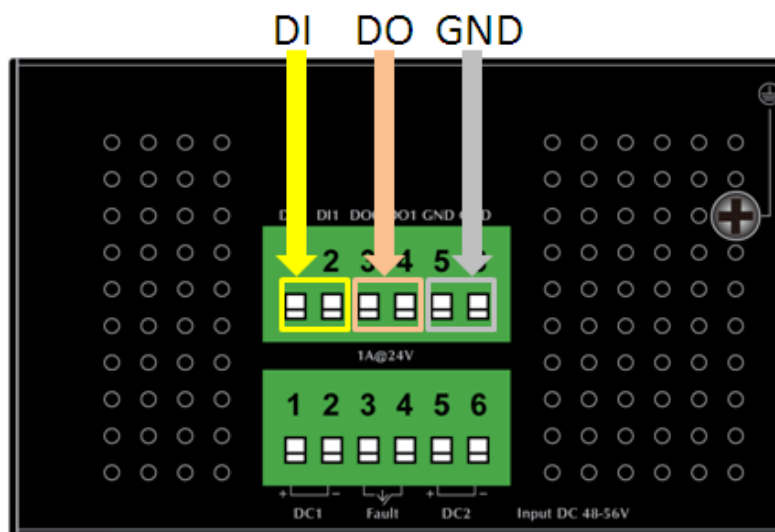 DI DO GND
DI1 GND
2 3 4 5
1A@24V
1 2 3 4 5 6
+ − + −
DC1 Fault DC2 Input DC 48-56V